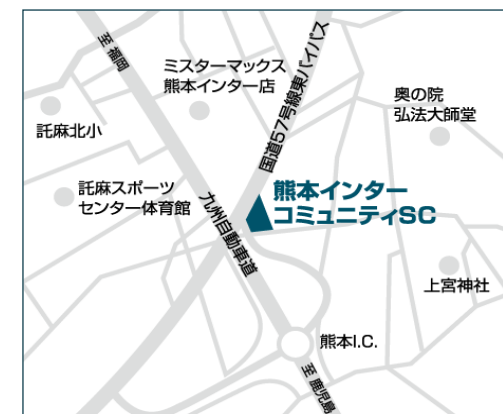 至 福岡
ミスターマックス
熊本インター店
国道57号線東バイパス
奥の院
弘法大師堂
託麻北小
託麻スポーツ
センター体育館
九州自動車道
熊本インター
コミュニティSC
上宮神社
熊本I.C.
至 鹿児島